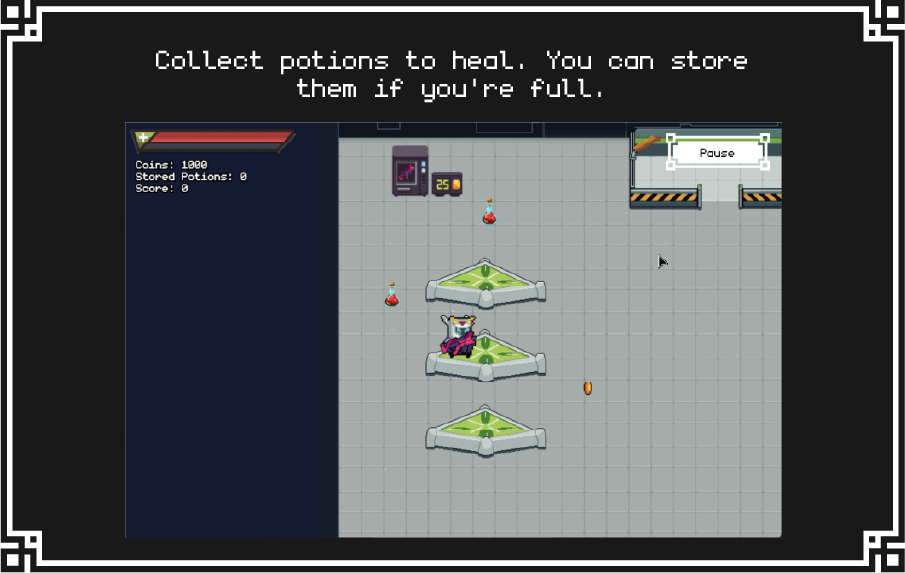 Collect potions to heal. You can store
them if you're full.
Coins: 1000
Stored Potions: 0
Score: 0
25
Pause